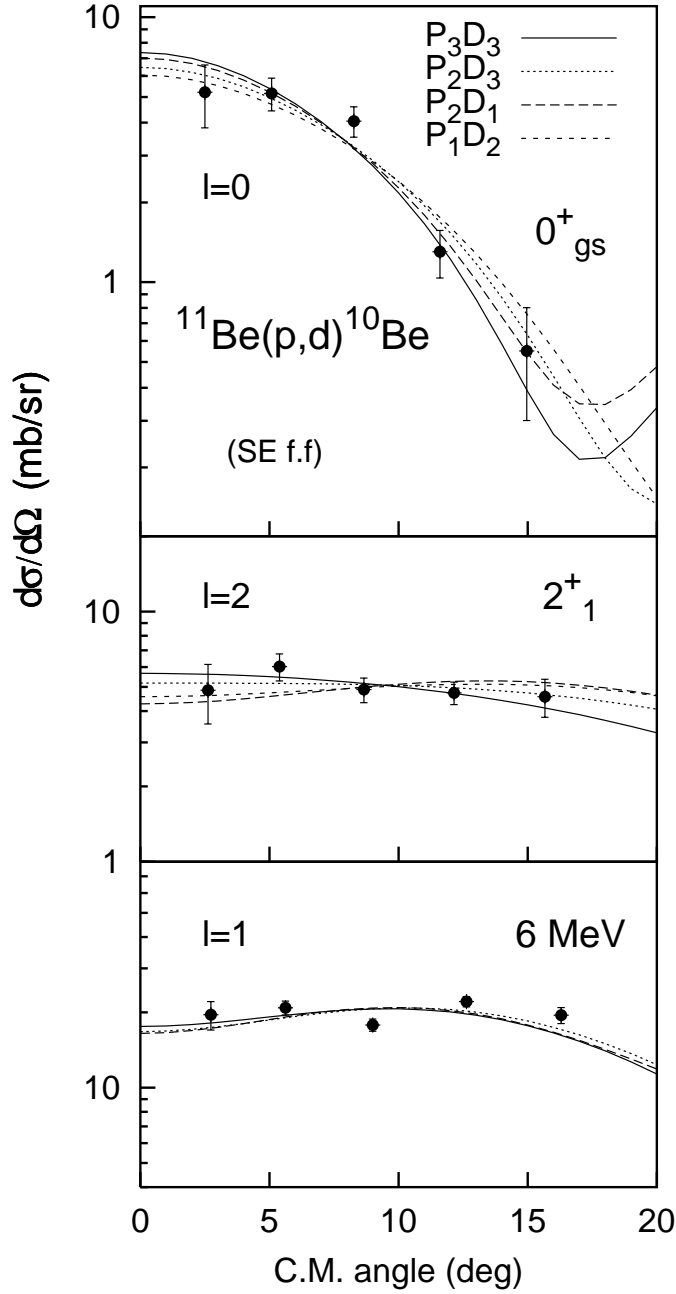 10
P₃D₃
P₂D₃
P₂D₁
P₁D₂
l=0
0⁺gs
1
¹¹Be(p,d)¹⁰Be
(SE f.f)
dσ/dΩ (mb/sr)
10
l=2
2⁺₁
1
l=1
6 MeV
10
0 5 10 15 20
C.M. angle (deg)